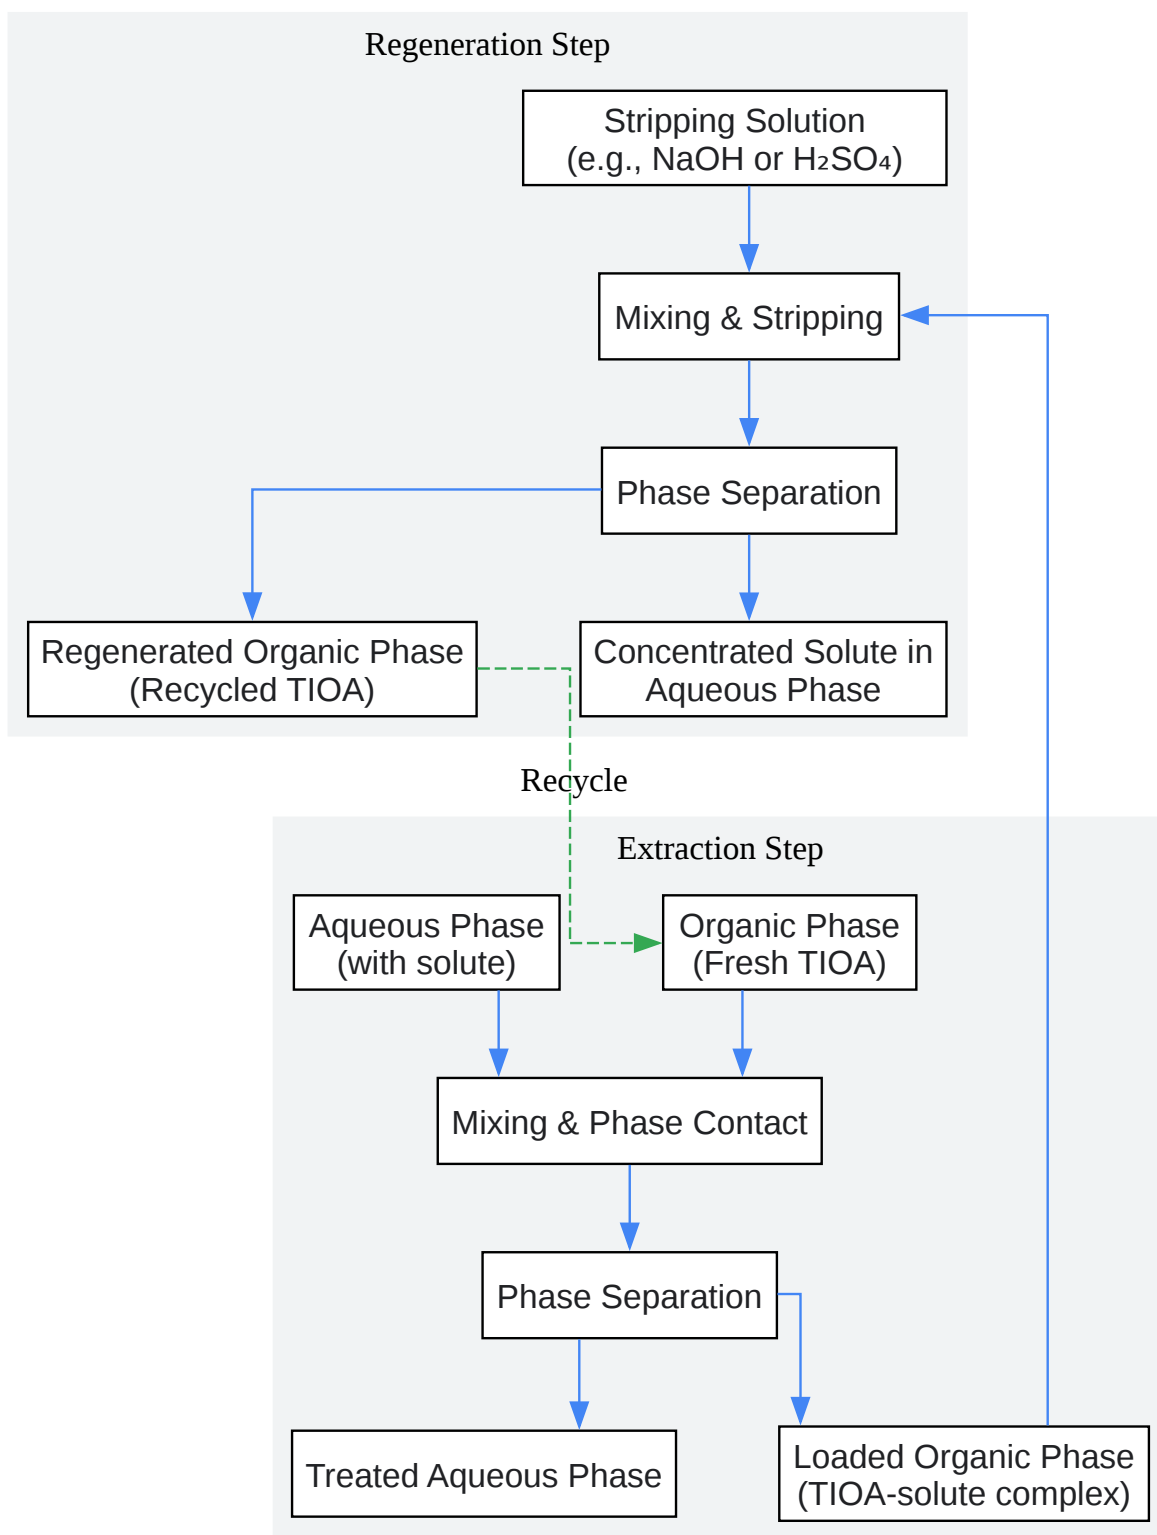 Regeneration Step
Stripping Solution
(e.g., NaOH or H₂SO₄)
Mixing & Stripping
Phase Separation
Regenerated Organic Phase
(Recycled TIOA)
Concentrated Solute in
Aqueous Phase
Recycle
Extraction Step
Aqueous Phase
(with solute)
Organic Phase
(Fresh TIOA)
Mixing & Phase Contact
Phase Separation
Treated Aqueous Phase
Loaded Organic Phase
(TIOA-solute complex)